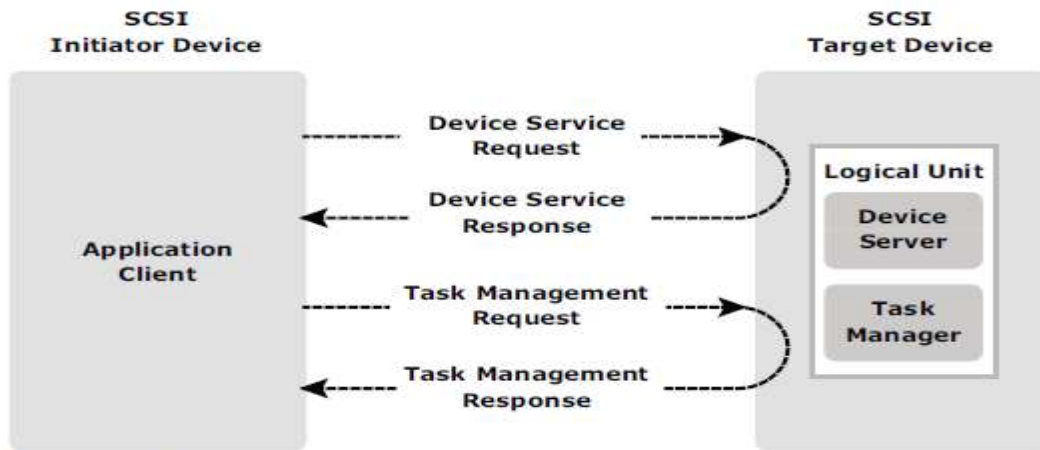 SCSI
Initiator Device
SCSI
Target Device
Device Service
Request
Device Service
Response
Application
Client
Task Management
Request
Task Management
Response
Logical Unit
Device
Server
Task
Manager